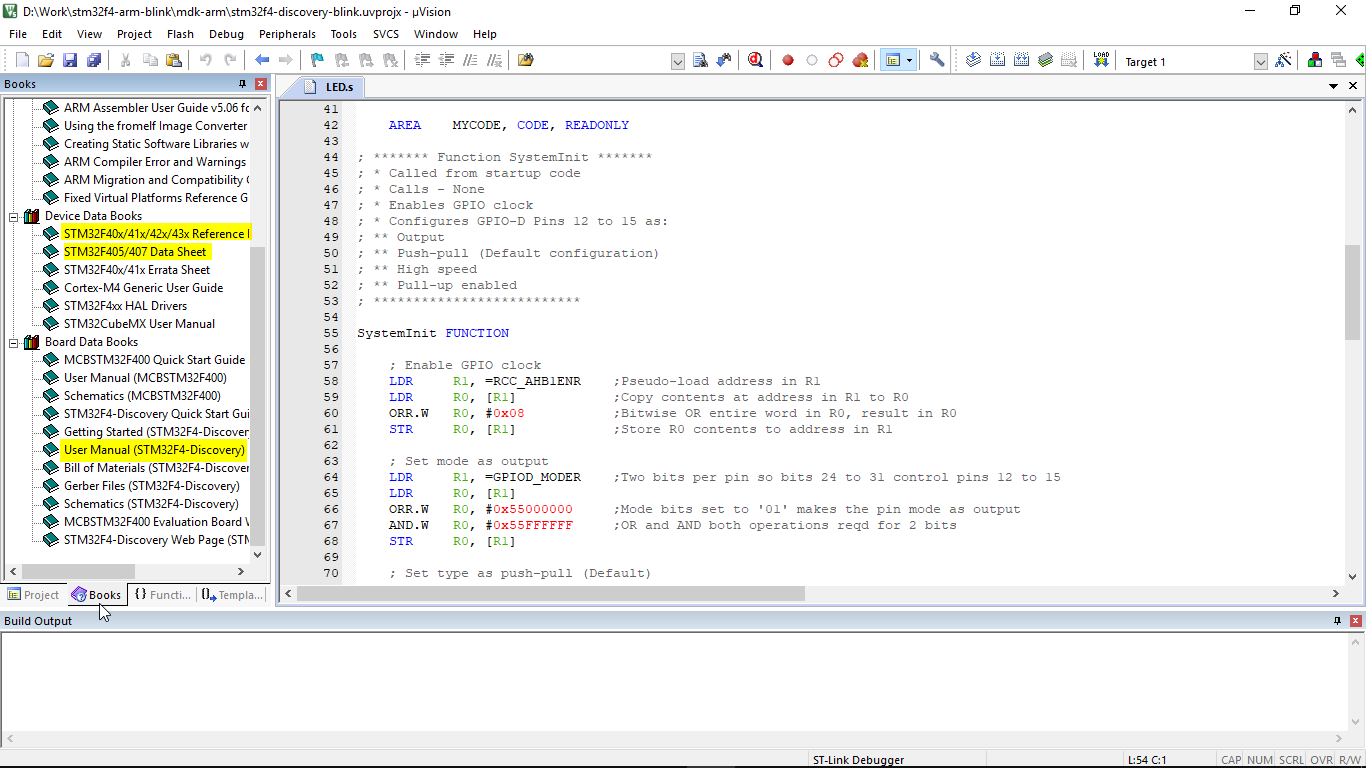 D:\Work\stm32f4-arm-blink\mdk-arm\stm32f4-discovery-blink.uvprojx - µVision
File Edit View Project Flash Debug Peripherals Tools SVCS Window Help
LOAD Target 1
Books
ARM Assembler User Guide v5.06 fo
Using the fromelf Image Converter
Creating Static Software Libraries w
ARM Compiler Error and Warnings
ARM Migration and Compatibility
Fixed Virtual Platforms Reference G
Device Data Books
STM32F40x/41x/42x/43x Reference
STM32F405/407 Data Sheet
STM32F40x/41x Errata Sheet
Cortex-M4 Generic User Guide
STM32F4xx HAL Drivers
STM32CubeMX User Manual
Board Data Books
MCBSTM32F400 Quick Start Guide
User Manual (MCBSTM32F400)
Schematics (MCBSTM32F400)
STM32F4-Discovery Quick Start Gui
Getting Started (STM32F4-Discover
User Manual (STM32F4-Discovery)
Bill of Materials (STM32F4-Discover
Gerber Files (STM32F4-Discovery)
Schematics (STM32F4-Discovery)
MCBSTM32F400 Evaluation Board
STM32F4-Discovery Web Page (STM
Project Books {} Functi... Templa...
LED.s
41
42 AREA MYCODE, CODE, READONLY
43
44 ; ******* Function SystemInit *******
45 ; * Called from startup code
46 ; * Calls - None
47 ; * Enables GPIO clock
48 ; * Configures GPIO-D Pins 12 to 15 as:
49 ; ** Output
50 ; ** Push-pull (Default configuration)
51 ; ** High speed
52 ; ** Pull-up enabled
53 ; **************************
54
55 SystemInit FUNCTION
56
57 ; Enable GPIO clock
58 LDR R1, =RCC_AHB1ENR ;Pseudo-load address in R1
59 LDR R0, [R1] ;Copy contents at address in R1 to R0
60 ORR.W R0, #0x08 ;Bitwise OR entire word in R0, result in R0
61 STR R0, [R1] ;Store R0 contents to address in R1
62
63 ; Set mode as output
64 LDR R1, =GPIOD_MODER ;Two bits per pin so bits 24 to 31 control pins 12 to 15
65 LDR R0, [R1]
66 ORR.W R0, #0x55000000 ;Mode bits set to '01' makes the pin mode as output
67 AND.W R0, #0x55FFFFFF ;OR and AND both operations reqd for 2 bits
68 STR R0, [R1]
69
70 ; Set type as push-pull (Default)
Build Output
ST-Link Debugger L:54 C:1 CAP NUM SCRL OVR R/W